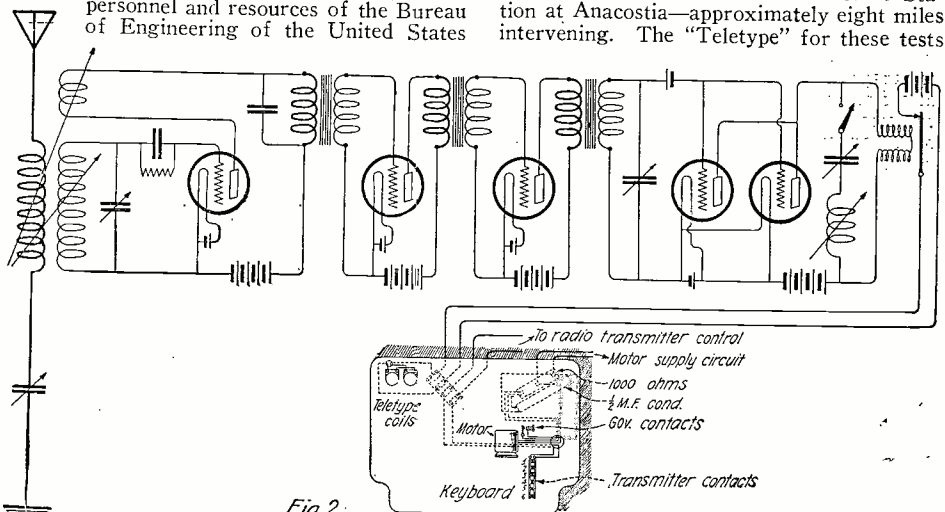 personnel and resources of the Bureau
of Engineering of the United States
tion at Anacostia—approximately eight miles
intervening. The "Teletype" for these tests
To radio transmitter control
Motor supply circuit
1000 ohms
½ M.F. cond.
Gov. contacts
Teletype
coils
Motor
Transmitter contacts
Keyboard
Fig. 2.